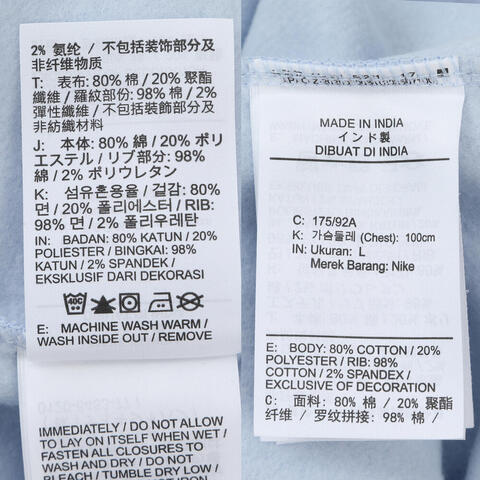 2% 氨纶 / 不包括装饰部分及
非纤维物质
T: 表布: 80% 棉 / 20% 聚酯
纖維 / 羅紋部份: 98% 棉 / 2%
彈性纖維 / 不包括裝飾部分及
非紡織材料
J: 本体: 80% 綿 / 20% ポリ
エステル / リブ部分: 98%
綿 / 2% ポリウレタン
K: 섬유혼용율 / 겉감: 80%
면 / 20% 폴리에스터 / RIB:
98% 면 / 2% 폴리우레탄
IN: BADAN: 80% KATUN / 20%
POLIESTER / BINGKAI: 98%
KATUN / 2% SPANDEK /
EKSKLUSIF DARI DEKORASI
40C
E: MACHINE WASH WARM /
WASH INSIDE OUT / REMOVE
IMMEDIATELY / DO NOT ALLOW
TO LAY ON ITSELF WHEN WET /
FASTEN ALL CLOSURES TO
WASH AND DRY / DO NOT
BLEACH / TUMBLE DRY LOW /
MADE IN INDIA
インド製
DIBUAT DI INDIA
C: 175/92A
K: 가슴둘레 (Chest): 100cm
IN: Ukuran: L
Merek Barang: Nike
E: BODY: 80% COTTON / 20%
POLYESTER / RIB: 98%
COTTON / 2% SPANDEX /
EXCLUSIVE OF DECORATION
C: 面料: 80% 棉 / 20% 聚酯
纤维 / 罗纹拼接: 98% 棉 /